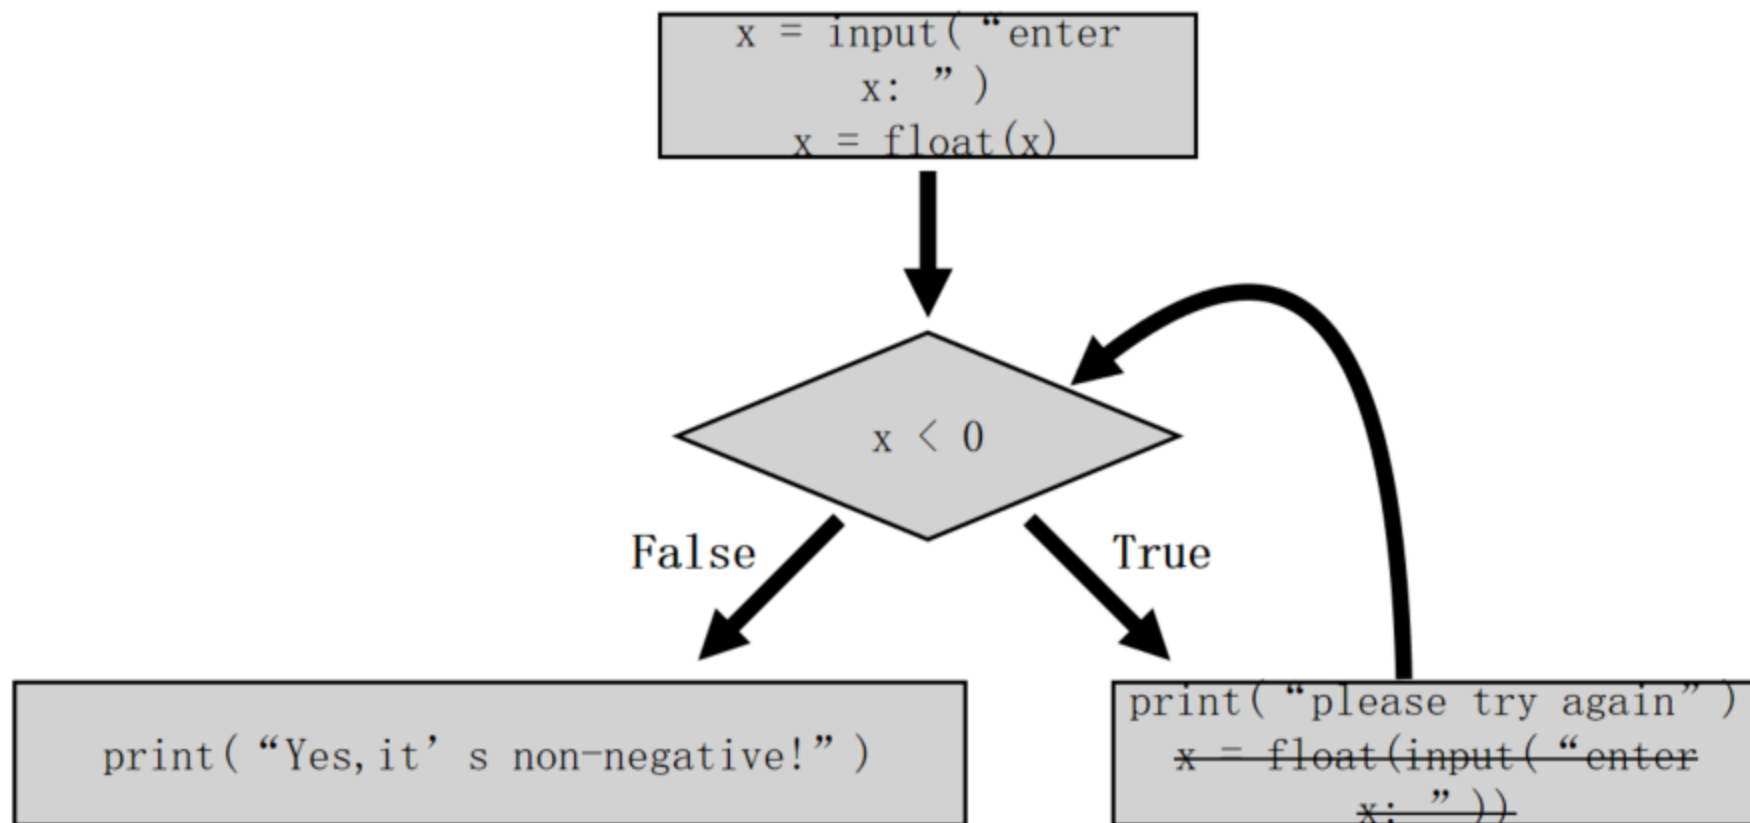 x = input(“enter
x: ”)
x = float(x)
x < 0
False
True
print(“Yes,it’s non-negative!”)
print(“please try again”)
x = float(input(“enter
x: ”))